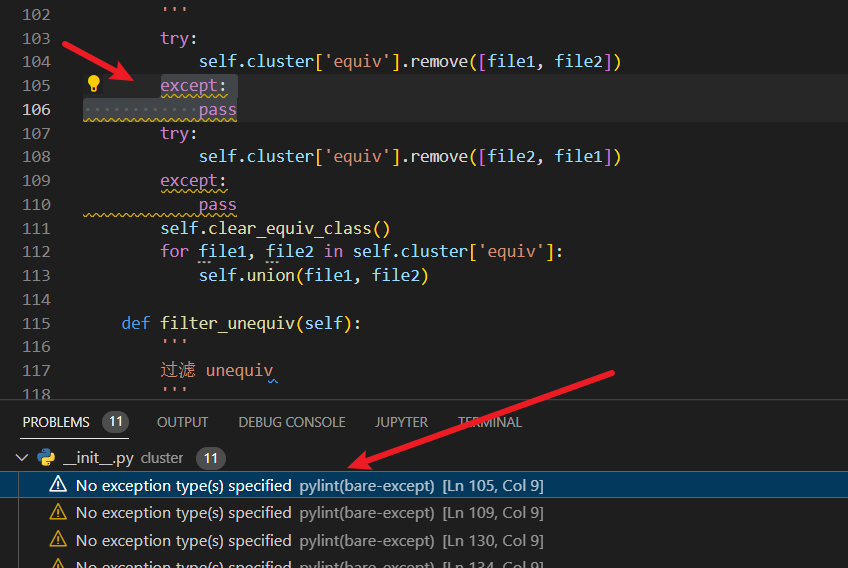 102 '''
103 try:
104 self.cluster['equiv'].remove([file1, file2])
105 except:
106 pass
107 try:
108 self.cluster['equiv'].remove([file2, file1])
109 except:
110 pass
111 self.clear_equiv_class()
112 for file1, file2 in self.cluster['equiv']:
113 self.union(file1, file2)
114
115 def filter_unequiv(self):
116 '''
117 过滤 unequiv
118 '''
PROBLEMS 11 OUTPUT DEBUG CONSOLE JUPYTER TERMINAL
__init__.py cluster 11
No exception type(s) specified pylint(bare-except) [Ln 105, Col 9]
No exception type(s) specified pylint(bare-except) [Ln 109, Col 9]
No exception type(s) specified pylint(bare-except) [Ln 130, Col 9]
No exception type(s) specified pylint(bare-except) [Ln 134, Col 9]